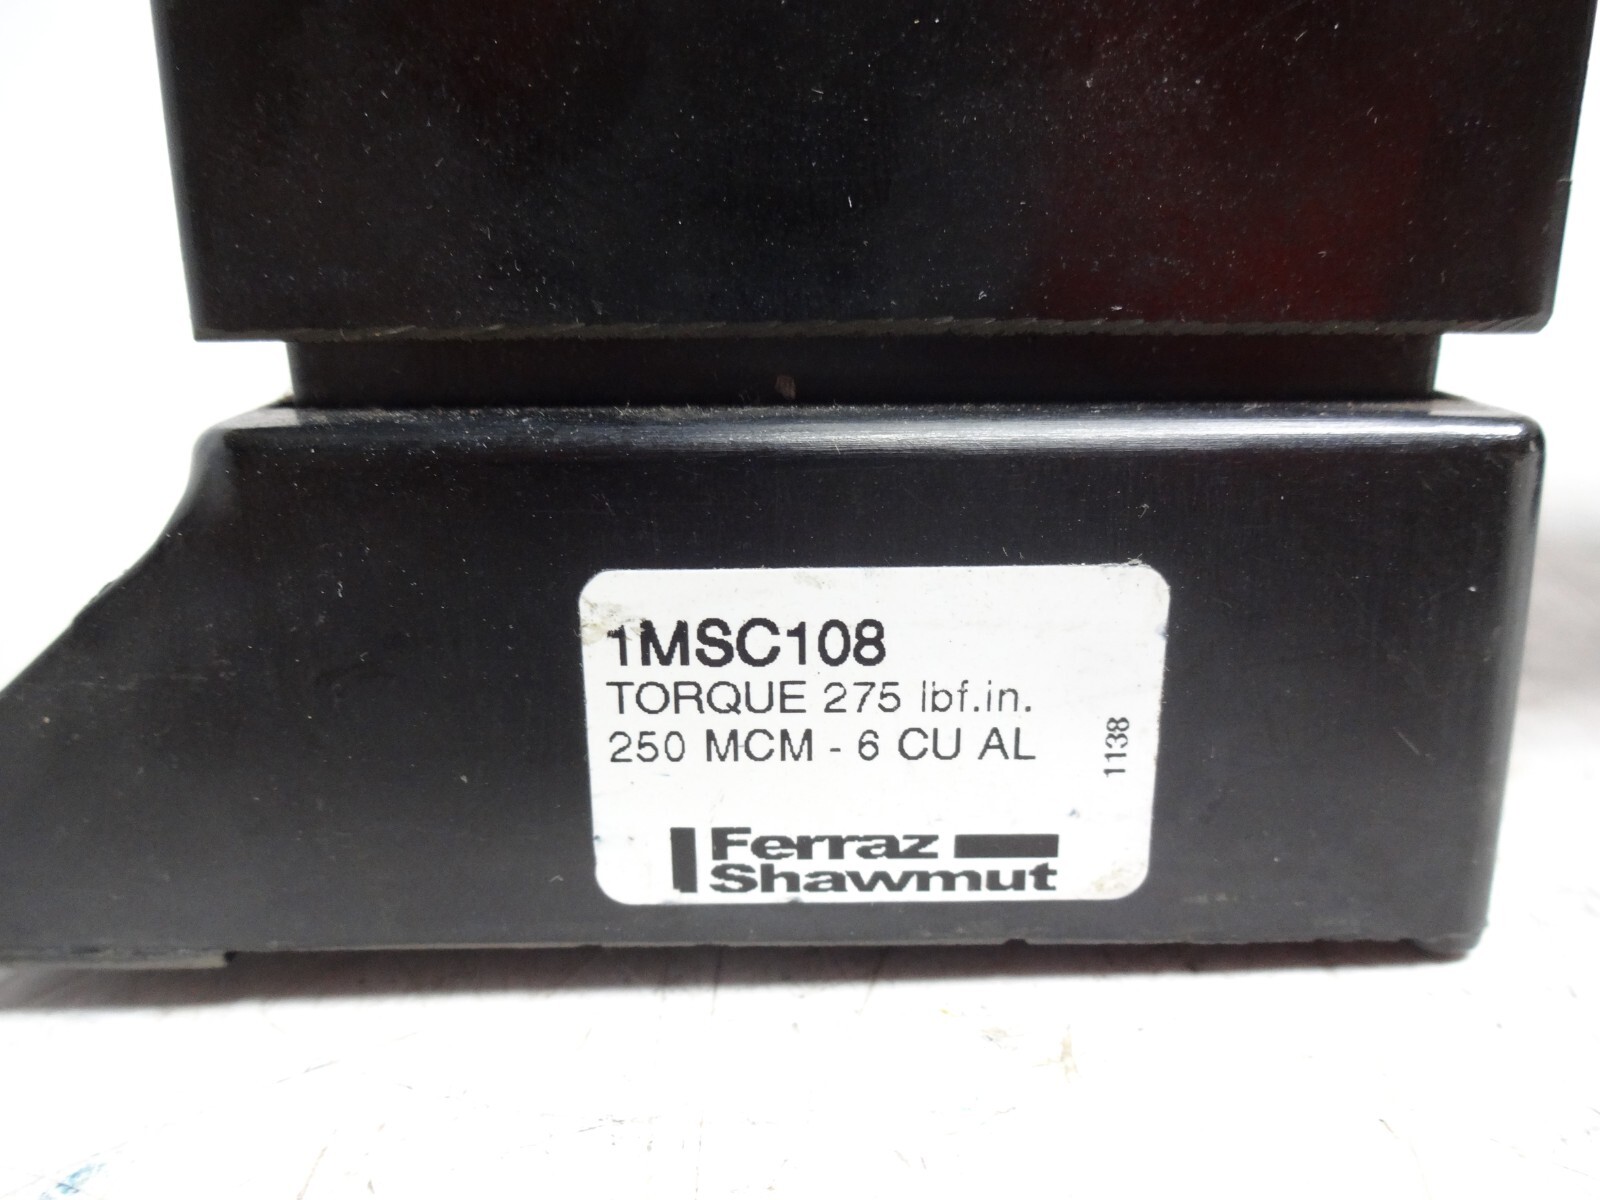 1MSC108
TORQUE 275 lbf.in.
250 MCM - 6 CU AL
1138
Ferraz
Shawmut